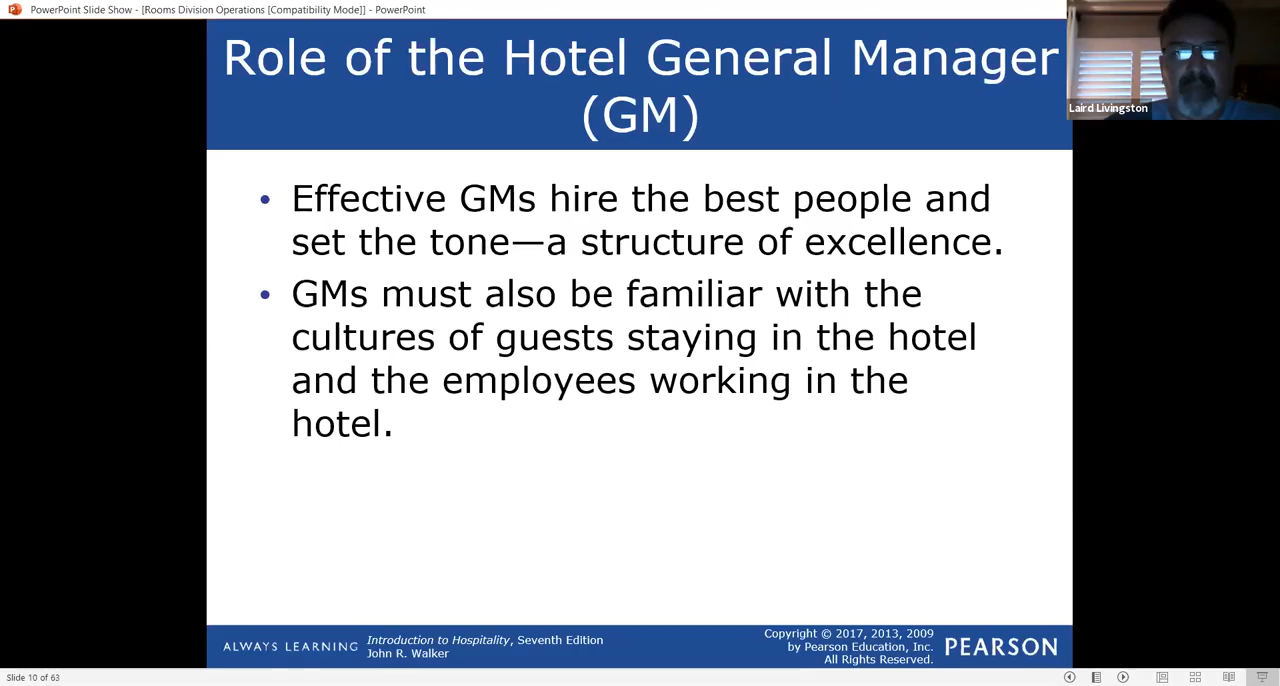 PowerPoint Slide Show - [Rooms Division Operations [Compatibility Mode]] - PowerPoint
Role of the Hotel General Manager
(GM)
Laird Livingston
• Effective GMs hire the best people and
set the tone—a structure of excellence.
• GMs must also be familiar with the
cultures of guests staying in the hotel
and the employees working in the
hotel.
ALWAYS LEARNING
Introduction to Hospitality, Seventh Edition
John R. Walker
Copyright © 2017, 2013, 2009
by Pearson Education, Inc.
All Rights Reserved.
PEARSON
Slide 10 of 63